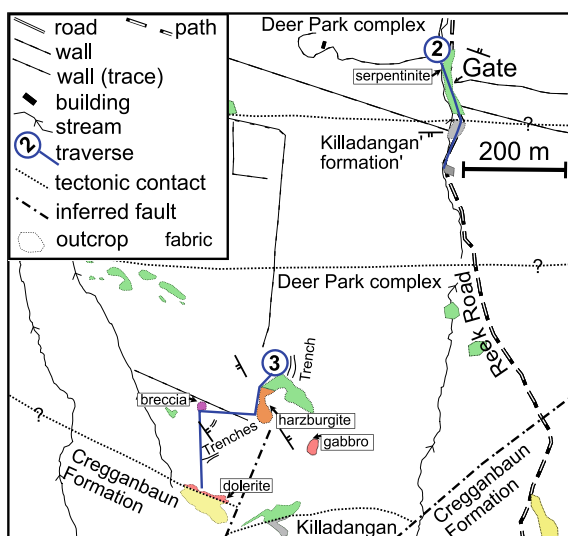 road path
wall
wall (trace)
building
stream
2 traverse
tectonic contact
inferred fault
outcrop fabric
Deer Park complex
2
serpentinite
Gate
?
Killadangan
formation'
200 m
Deer Park complex
?
Reek Road
3
Trench
breccia
harzburgite
Trenches
gabbro
?
Cregganbaun
Formation
dolerite
Cregganbaun
Formation
Killadangan